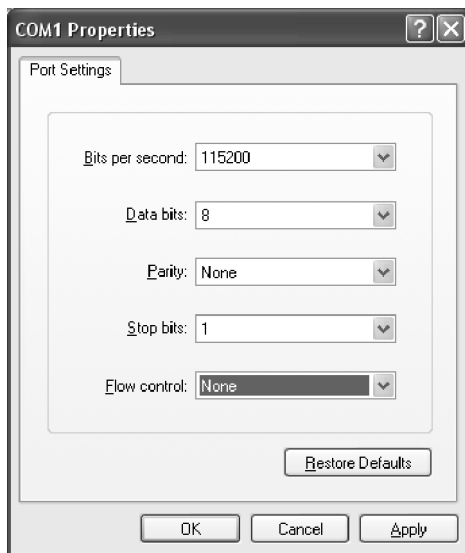 COM1 Properties
Port Settings
Bits per second: 115200
Data bits: 8
Parity: None
Stop bits: 1
Flow control: None
Restore Defaults
OK Cancel Apply